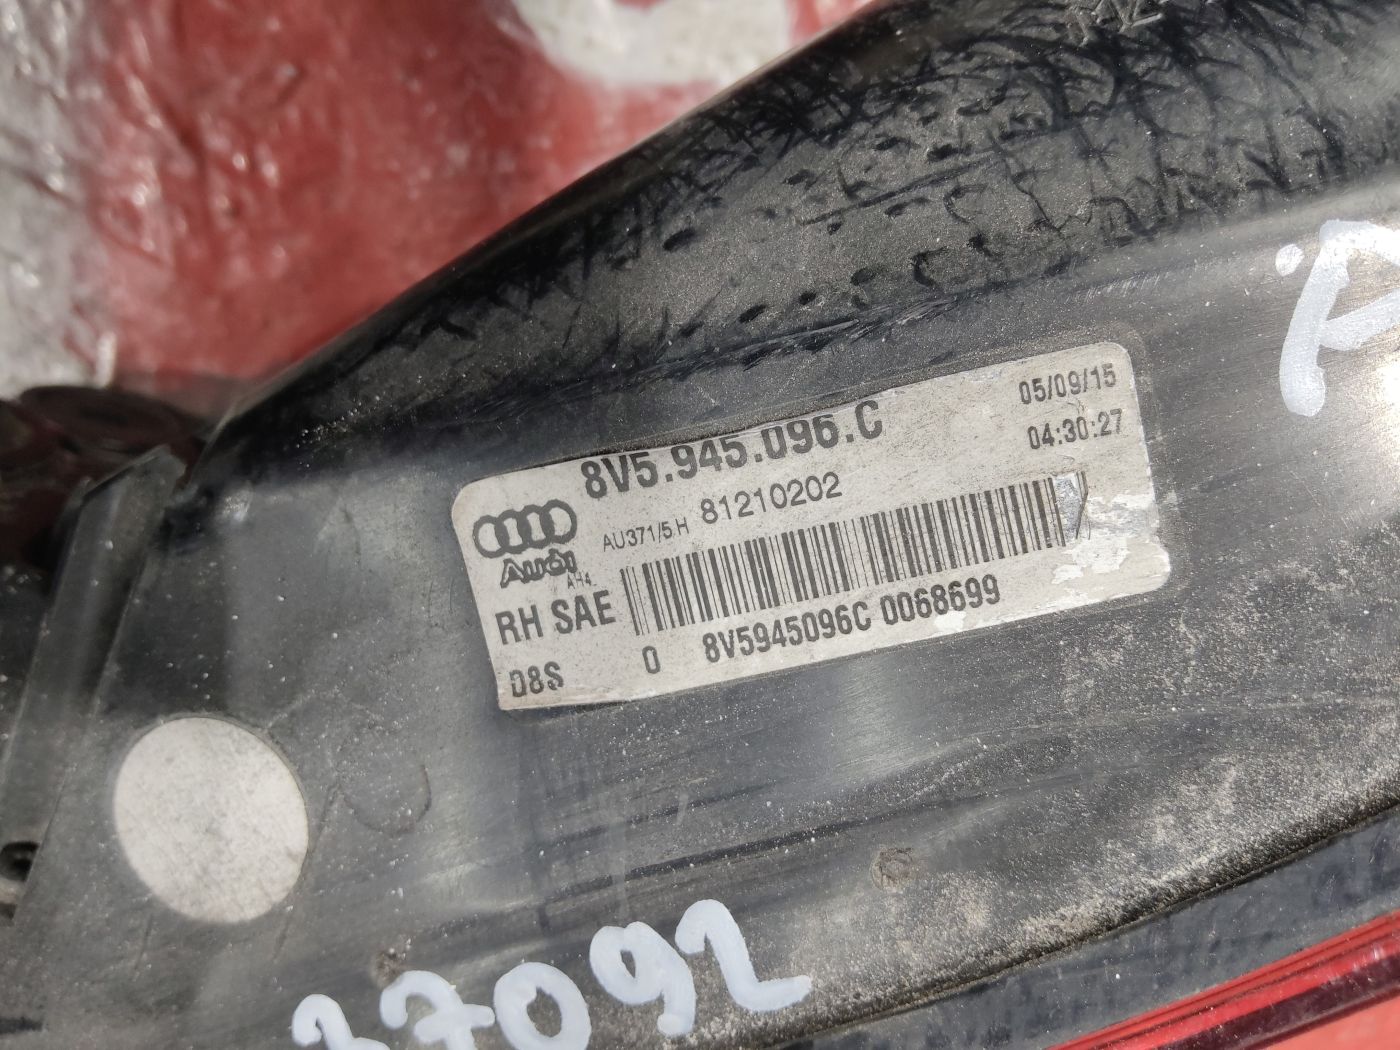 8V5.945.096.C
05/09/15
04:30:27
AU371/5.H 81210202
Audi
AH4
RH SAE
D8S 0 8V5945096C 0068699
37092